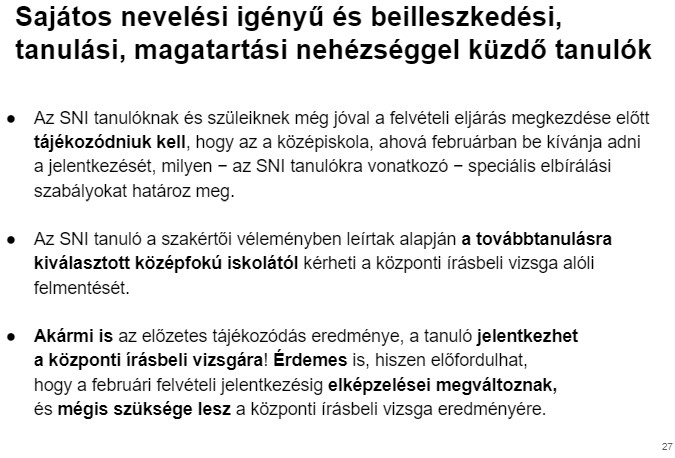 Sajátos nevelési igényű és beilleszkedési,
tanulási, magatartási nehézséggel küzdő tanulók
● Az SNI tanulóknak és szüleiknek még jóval a felvételi eljárás megkezdése előtt
tájékozódniuk kell, hogy az a középiskola, ahová februárban be kívánja adni
a jelentkezését, milyen − az SNI tanulókra vonatkozó − speciális elbírálási
szabályokat határoz meg.
● Az SNI tanuló a szakértői véleményben leírtak alapján a továbbtanulásra
kiválasztott középfokú iskolától kérheti a központi írásbeli vizsga alóli
felmentését.
● Akármi is az előzetes tájékozódás eredménye, a tanuló jelentkezhet
a központi írásbeli vizsgára! Érdemes is, hiszen előfordulhat,
hogy a februári felvételi jelentkezésig elképzelései megváltoznak,
és mégis szüksége lesz a központi írásbeli vizsga eredményére.
27